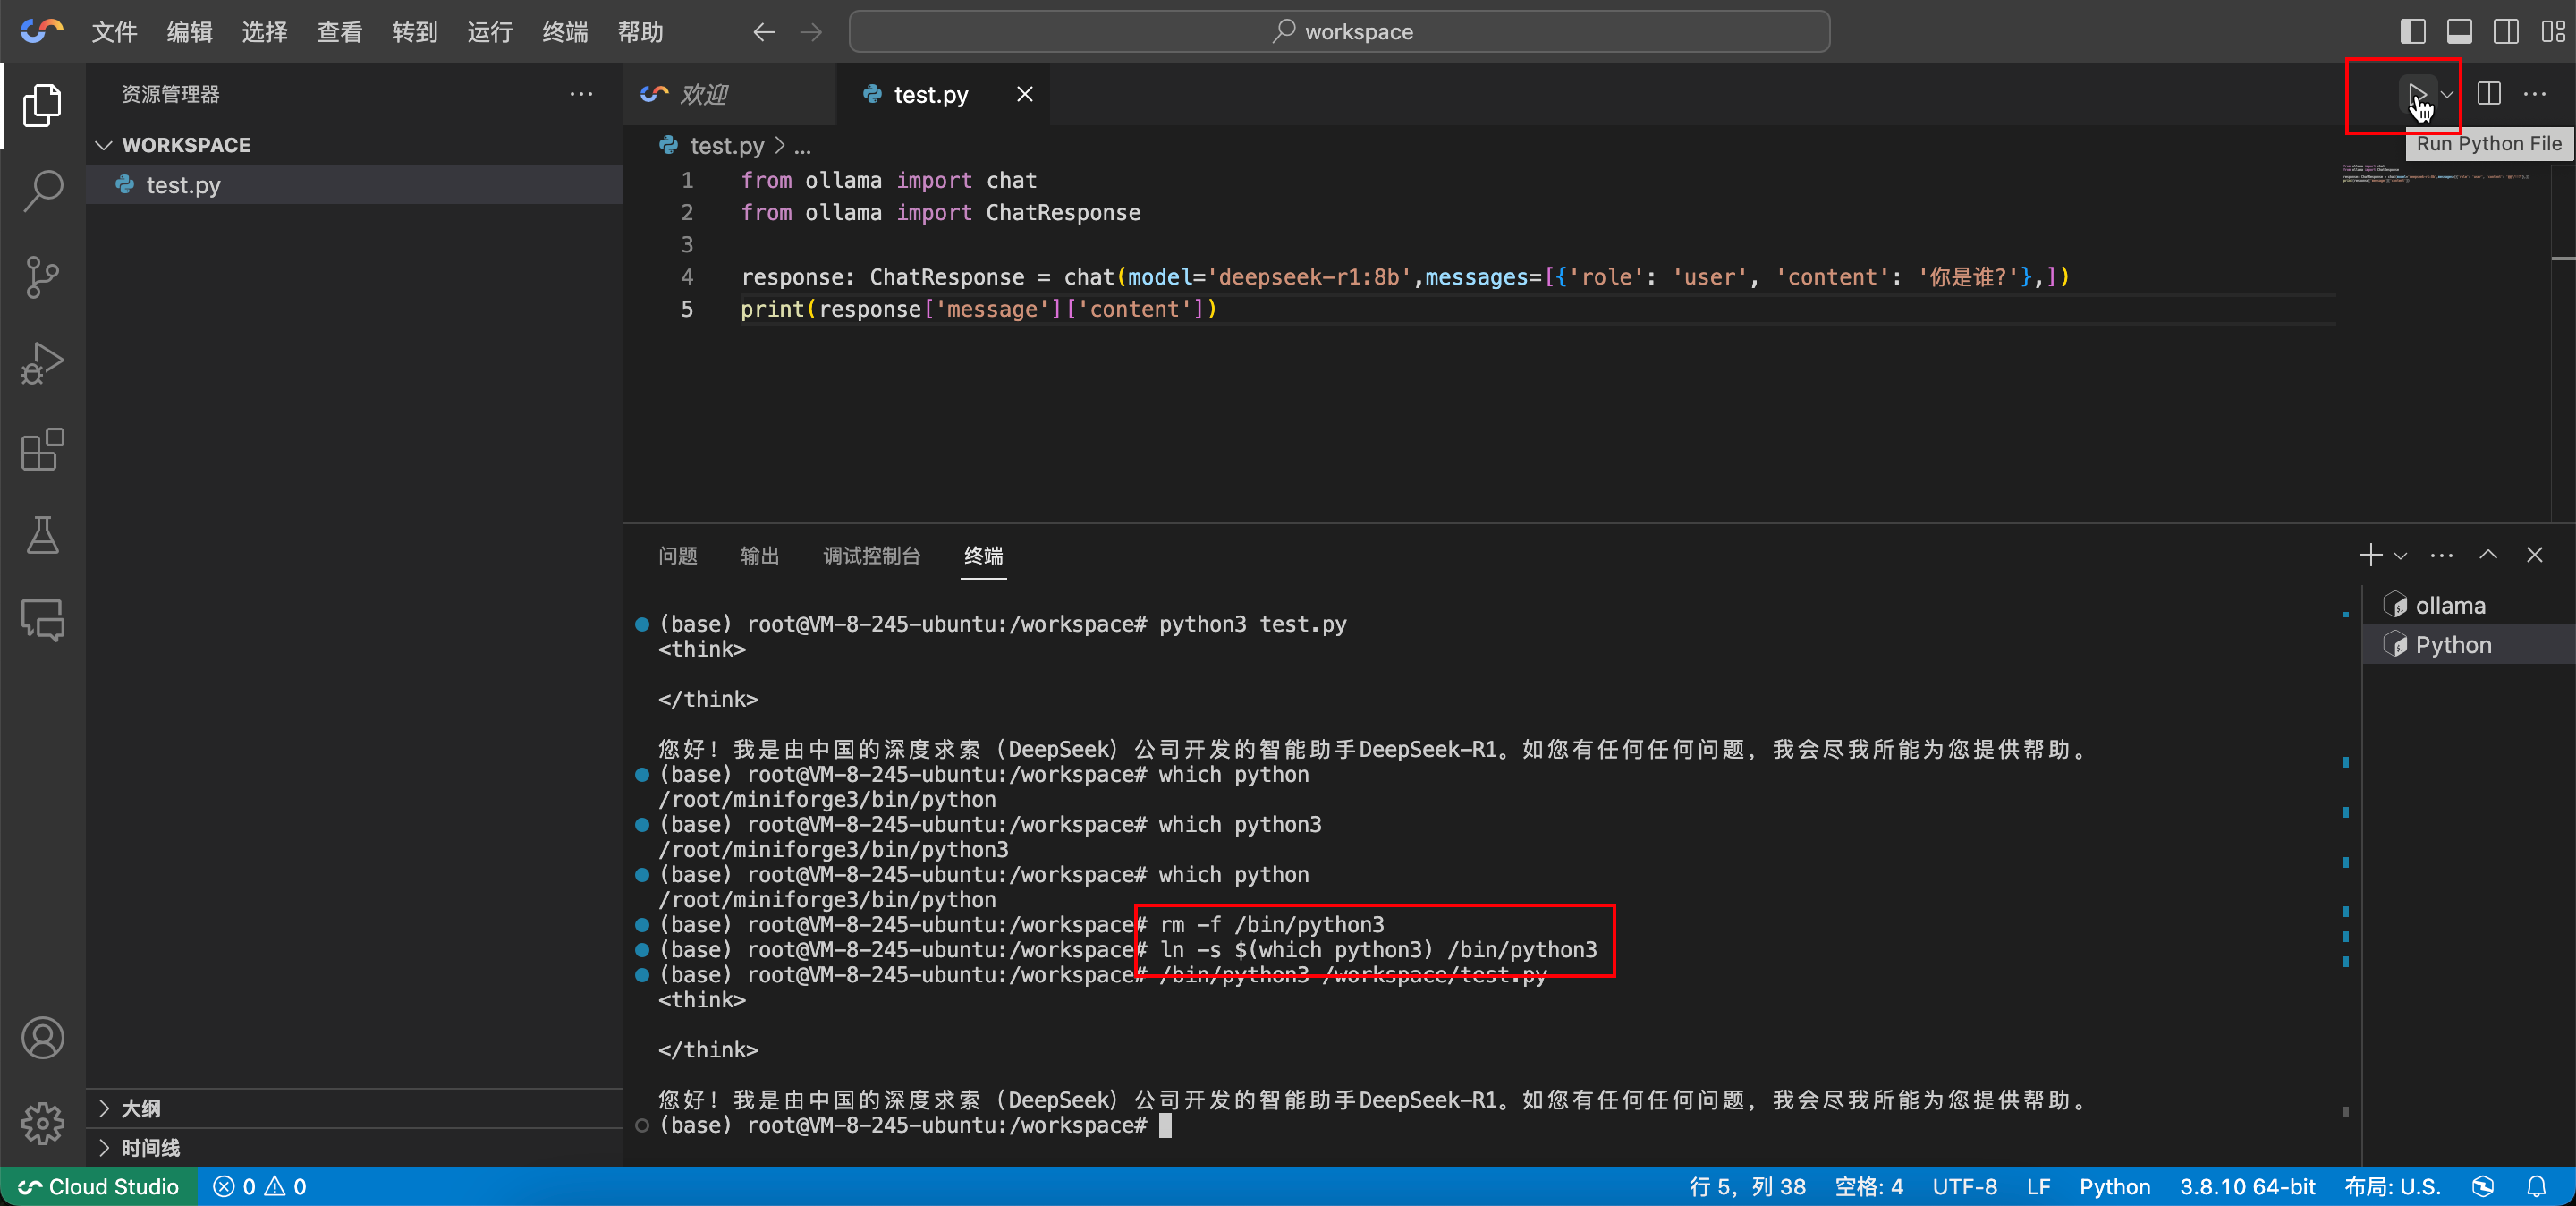 文件 编辑 选择 查看 转到 运行 终端 帮助
workspace
资源管理器
欢迎
test.py
Run Python File
WORKSPACE
test.py
test.py > ...
1 from ollama import chat
2 from ollama import ChatResponse
3
4 response: ChatResponse = chat(model='deepseek-r1:8b',messages=[{'role': 'user', 'content': '你是谁?'},])
5 print(response['message']['content'])
问题 输出 调试控制台 终端
ollama
Python
(base) root@VM-8-245-ubuntu:/workspace# python3 test.py
<think>
</think>
您好！我是由中国的深度求索（DeepSeek）公司开发的智能助手DeepSeek-R1。如您有任何任何问题，我会尽我所能为您提供帮助。
(base) root@VM-8-245-ubuntu:/workspace# which python
/root/miniforge3/bin/python
(base) root@VM-8-245-ubuntu:/workspace# which python3
/root/miniforge3/bin/python3
(base) root@VM-8-245-ubuntu:/workspace# which python
/root/miniforge3/bin/python
(base) root@VM-8-245-ubuntu:/workspace# rm -f /bin/python3
(base) root@VM-8-245-ubuntu:/workspace# ln -s $(which python3) /bin/python3
(base) root@VM-8-245-ubuntu:/workspace# /bin/python3 /workspace/test.py
<think>
</think>
您好！我是由中国的深度求索（DeepSeek）公司开发的智能助手DeepSeek-R1。如您有任何任何问题，我会尽我所能为您提供帮助。
(base) root@VM-8-245-ubuntu:/workspace#
大纲
时间线
Cloud Studio 0 0 行 5，列 38 空格: 4 UTF-8 LF Python 3.8.10 64-bit 布局: U.S.